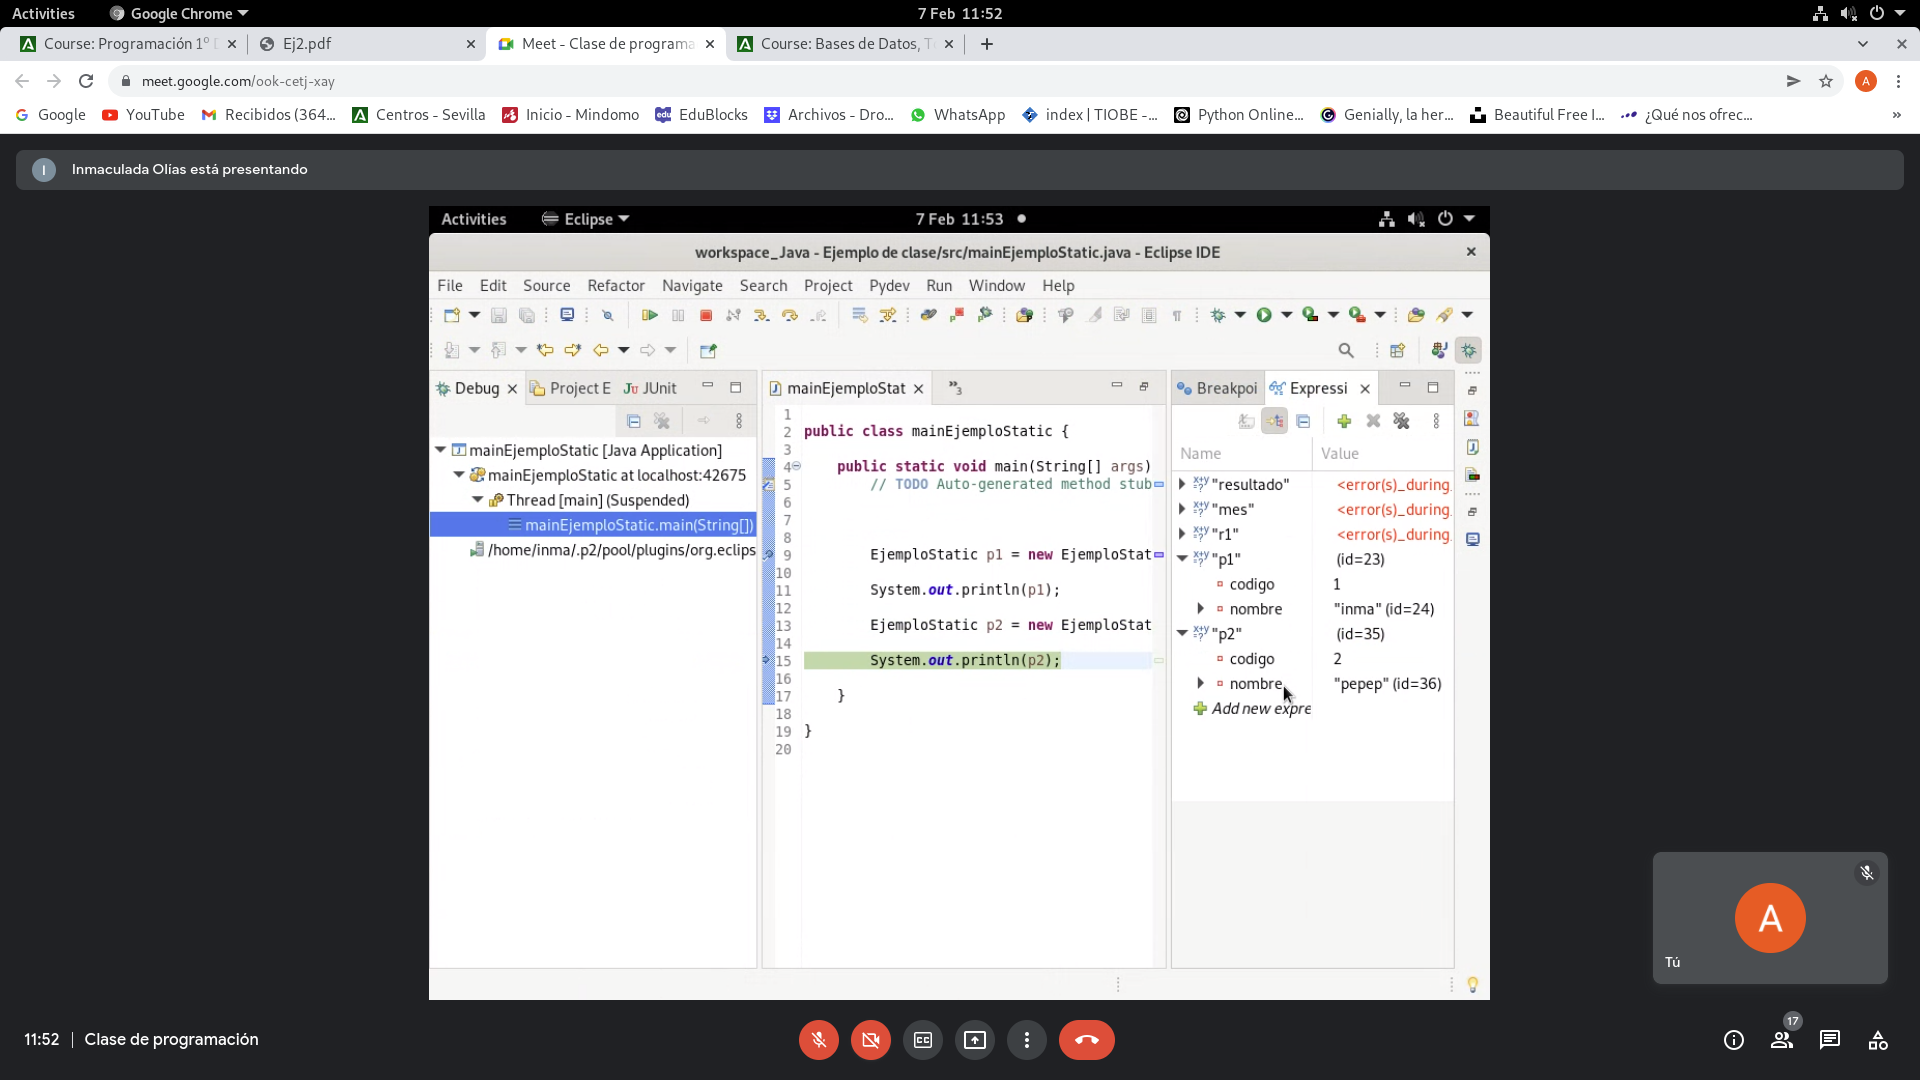 Activities Google Chrome 7 Feb 11:52
Course: Programación 1º Ej2.pdf Meet - Clase de programa Course: Bases de Datos, T
meet.google.com/ook-cetj-xay A
Google YouTube Recibidos (364... Centros - Sevilla Inicio - Mindomo EduBlocks Archivos - Dro... WhatsApp index | TIOBE -... Python Online... Genially, la her... Beautiful Free I... ¿Qué nos ofrec... »
I Inmaculada Olías está presentando
Activities Eclipse 7 Feb 11:53
workspace_Java - Ejemplo de clase/src/mainEjemploStatic.java - Eclipse IDE
File Edit Source Refactor Navigate Search Project Pydev Run Window Help
Debug Project E JUnit mainEjemploStat »3 Breakpoi Expressi
mainEjemploStatic [Java Application]
mainEjemploStatic at localhost:42675
Thread [main] (Suspended)
mainEjemploStatic.main(String[])
/home/inma/.p2/pool/plugins/org.eclips
1
2 public class mainEjemploStatic {
3
4 public static void main(String[] args)
5 // TODO Auto-generated method stub
6
7
8
9 EjemploStatic p1 = new EjemploStat
10
11 System.out.println(p1);
12
13 EjemploStatic p2 = new EjemploStat
14
15 System.out.println(p2);
16
17 }
18
19 }
20
Name Value
"resultado" <error(s)_during
"mes" <error(s)_during
"r1" <error(s)_during
"p1" (id=23)
codigo 1
nombre "inma" (id=24)
"p2" (id=35)
codigo 2
nombre "pepep" (id=36)
Add new expre
A
Tú
11:52 | Clase de programación
CC
17